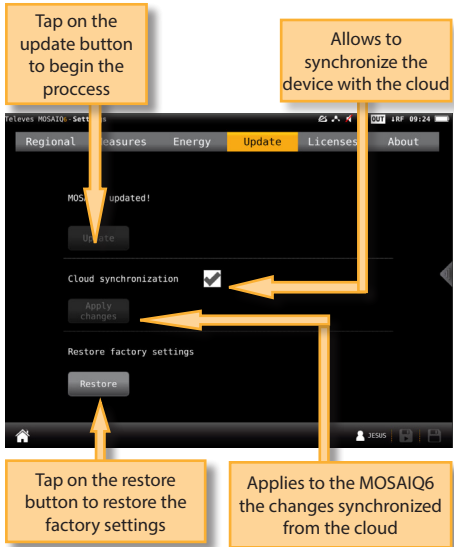 Tap on the
update button
to begin the
proccess
Allows to
synchronize the
device with the cloud
Televes MOSAIQ6-Settings OUT RF 09:24
Regional Measures Energy Update Licenses About
MOSAIQ6 updated!
Update
Cloud synchronization
Apply
changes
Restore factory settings
Restore
JESUS
Tap on the restore
button to restore the
factory settings
Applies to the MOSAIQ6
the changes synchronized
from the cloud